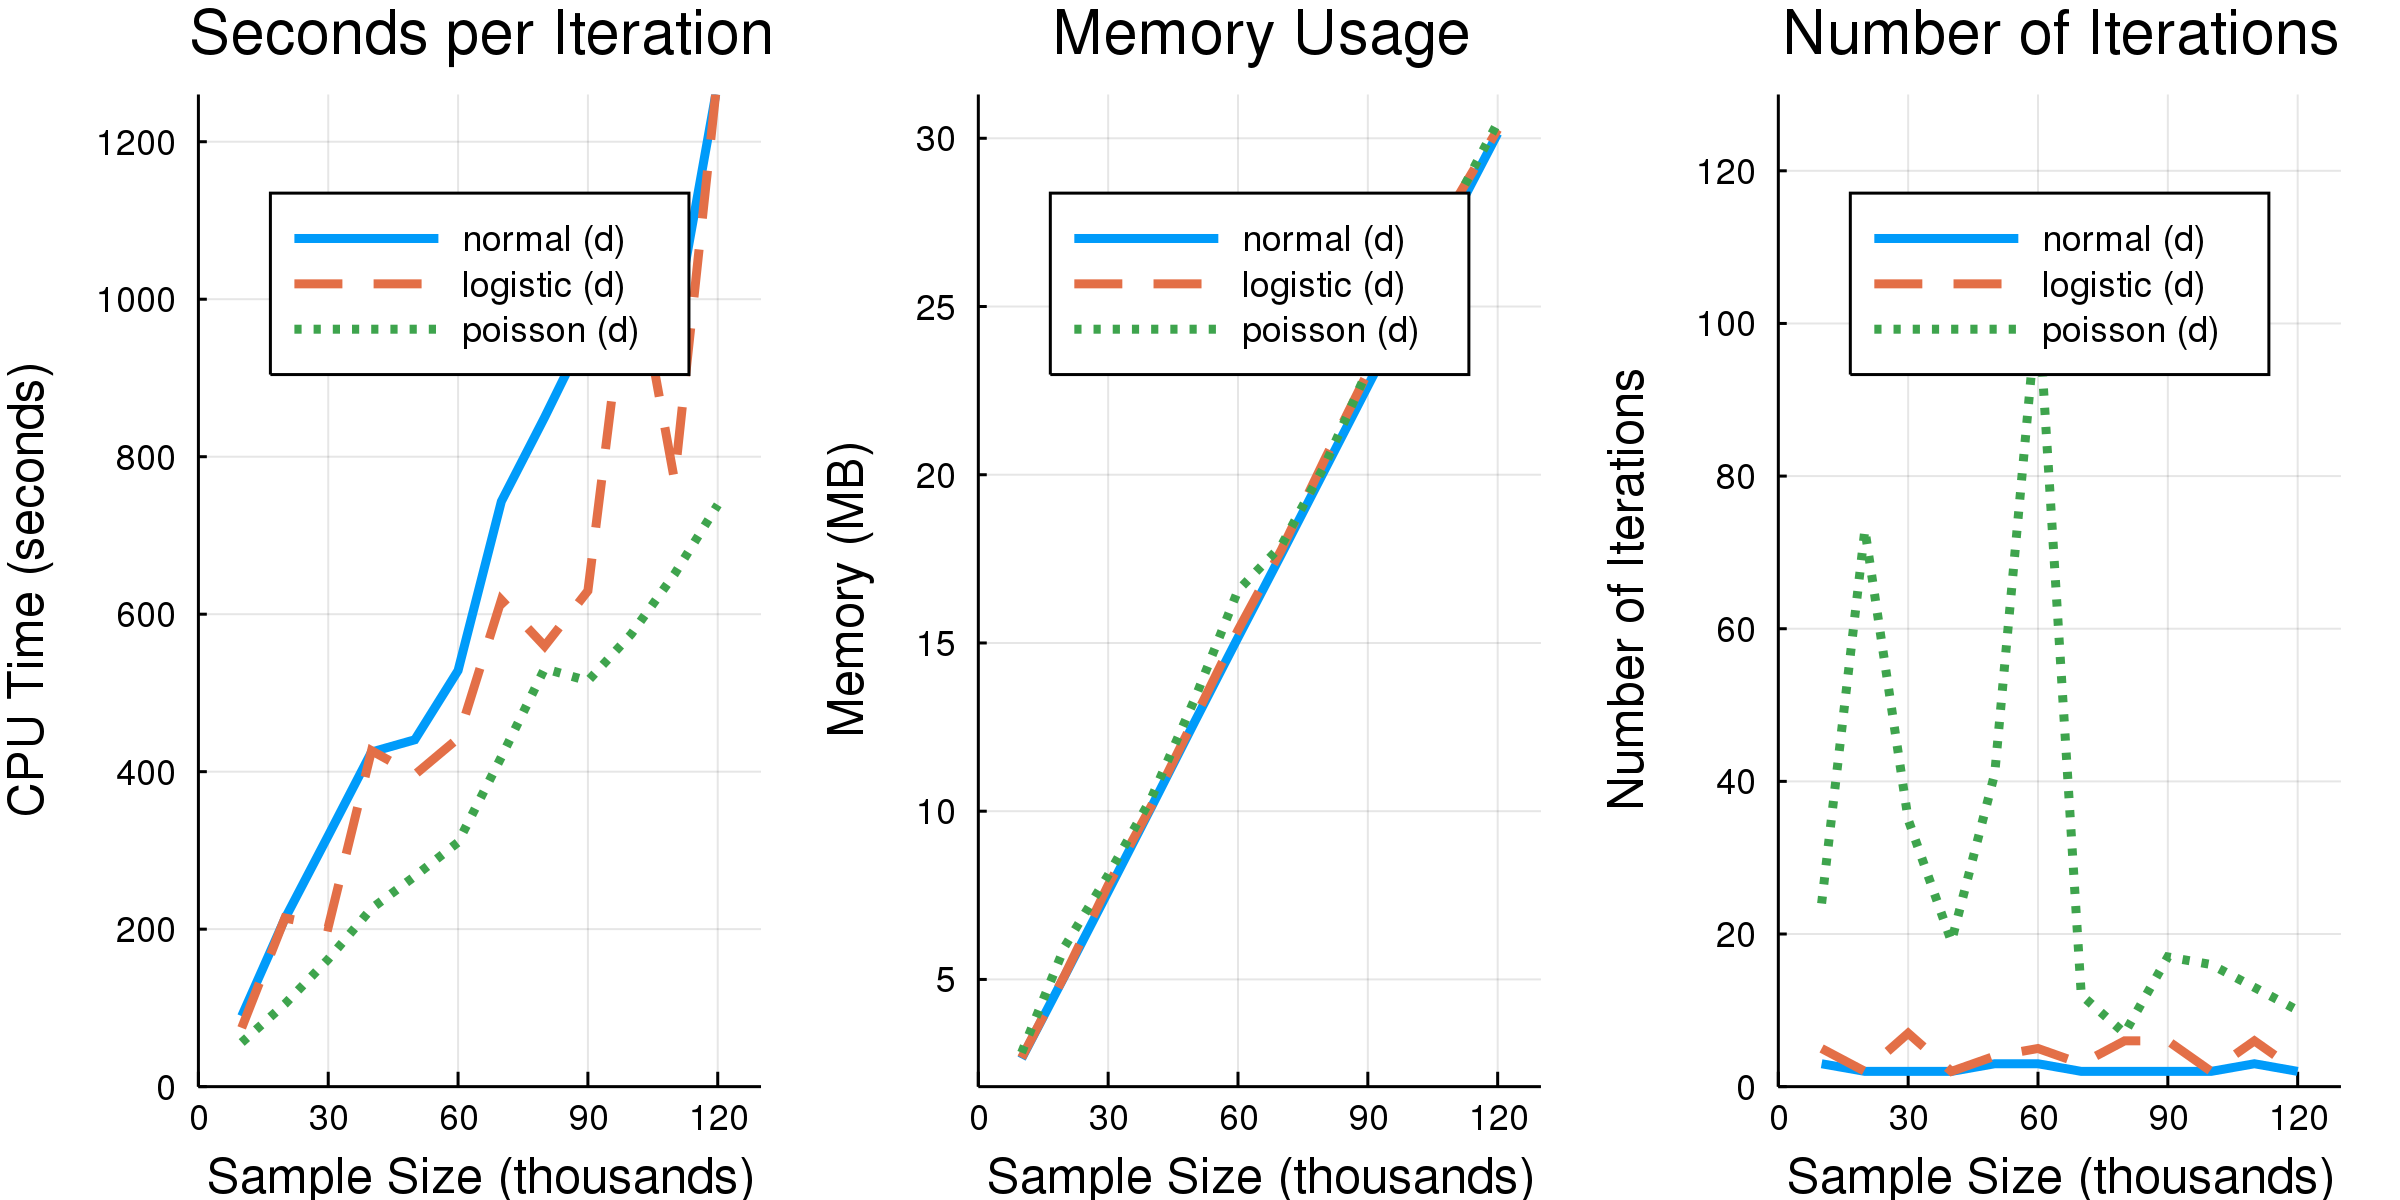 Seconds per Iteration
CPU Time (seconds)
1200
1000
800
600
400
200
0
normal (d)
logistic (d)
poisson (d)
0 30 60 90 120
Sample Size (thousands)
Memory Usage
Memory (MB)
30
25
20
15
10
5
normal (d)
logistic (d)
poisson (d)
0 30 60 90 120
Sample Size (thousands)
Number of Iterations
Number of Iterations
120
100
80
60
40
20
0
normal (d)
logistic (d)
poisson (d)
0 30 60 90 120
Sample Size (thousands)